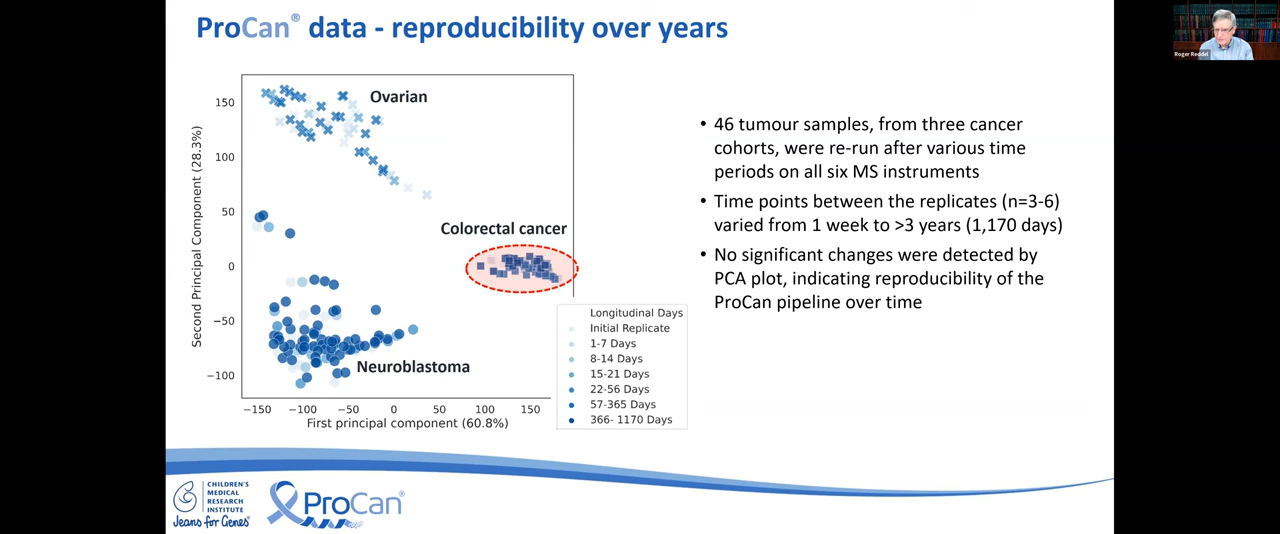 ProCan® data - reproducibility over years
Roger Reddel
Second Principal Component (28.3%)
150
100
50
0
−50
−100
Ovarian
Colorectal cancer
Neuroblastoma
−150
−100
−50
0
50
100
150
First principal component (60.8%)
Longitudinal Days
Initial Replicate
1-7 Days
8-14 Days
15-21 Days
22-56 Days
57-365 Days
366- 1170 Days
• 46 tumour samples, from three cancer
cohorts, were re-run after various time
periods on all six MS instruments
• Time points between the replicates (n=3-6)
varied from 1 week to >3 years (1,170 days)
• No significant changes were detected by
PCA plot, indicating reproducibility of the
ProCan pipeline over time
CHILDREN'S
MEDICAL
RESEARCH
INSTITUTE
Jeans for Genes®
ProCan®